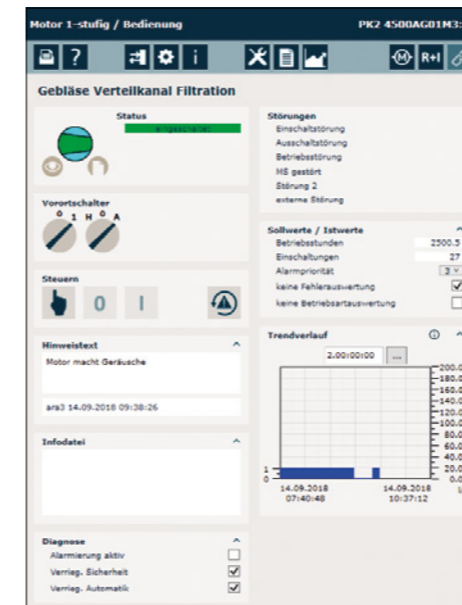 Motor 1-stufig / Bedienung
PK2 4500AG01M3:
? i R+I
Gebläse Verteilkanal Filtration
Status
eingeschaltet
Vorortschalter
0 1 H 0 A
Steuern
0 I
Hinweistext
Motor macht Geräusche
ara3 14.09.2018 09:38:26
Infodatei
Diagnose
Alarmierung aktiv
Verrieg. Sicherheit
Verrieg. Automatik
Störungen
Einschaltstörung
Ausschaltstörung
Betriebsstörung
MS gestört
Störung 2
externe Störung
Sollwerte / Istwerte
Betriebsstunden 2500.5
Einschaltungen 27
Alarmpriorität 3
keine Fehlerauswertung
keine Betriebsartauswertung
Trendverlauf
2.00:00:00 ...
200.0
180.0
160.0
140.0
120.0
100.0
80.0
60.0
40.0
1 20.0
0 0.0
14.09.2018 14.09.2018
07:40:48 10:37:12